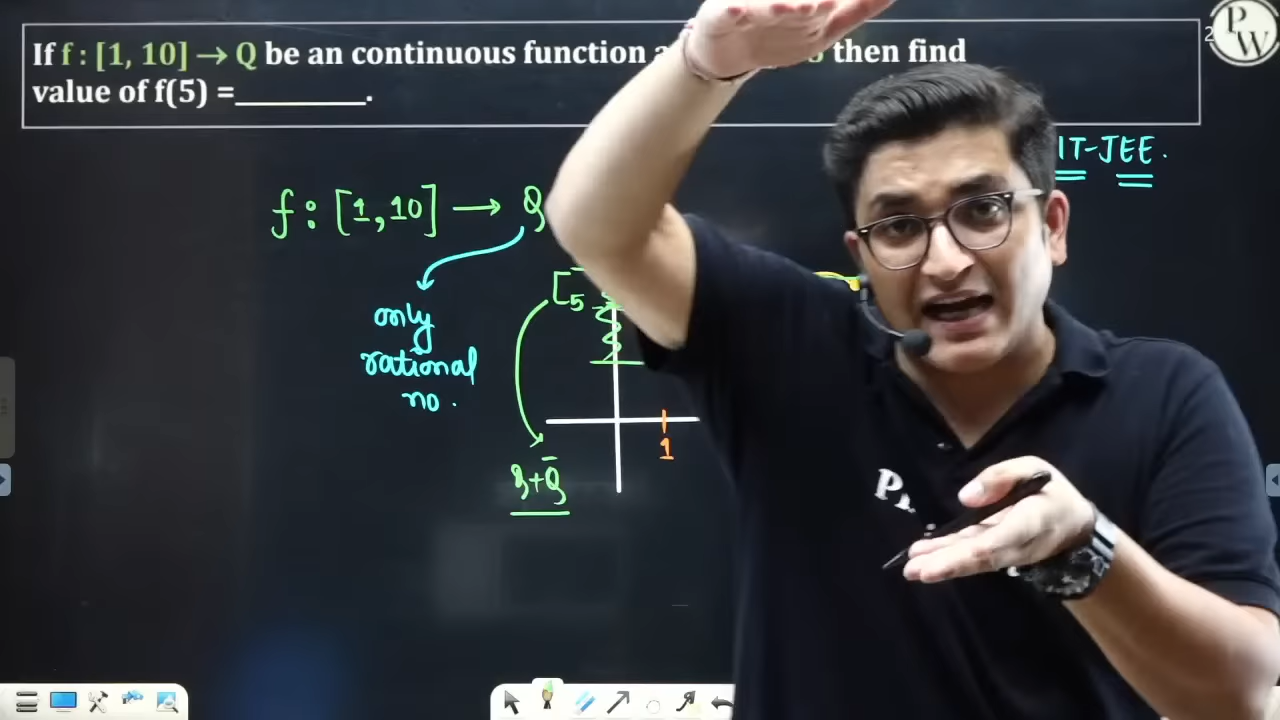 If f : [1, 10] → Q be an continuous function then find
value of f(5) =________.
PW
IT-JEE.
f : [1, 10] → Q
only
rational
no.
[5
1
Q+Q̄